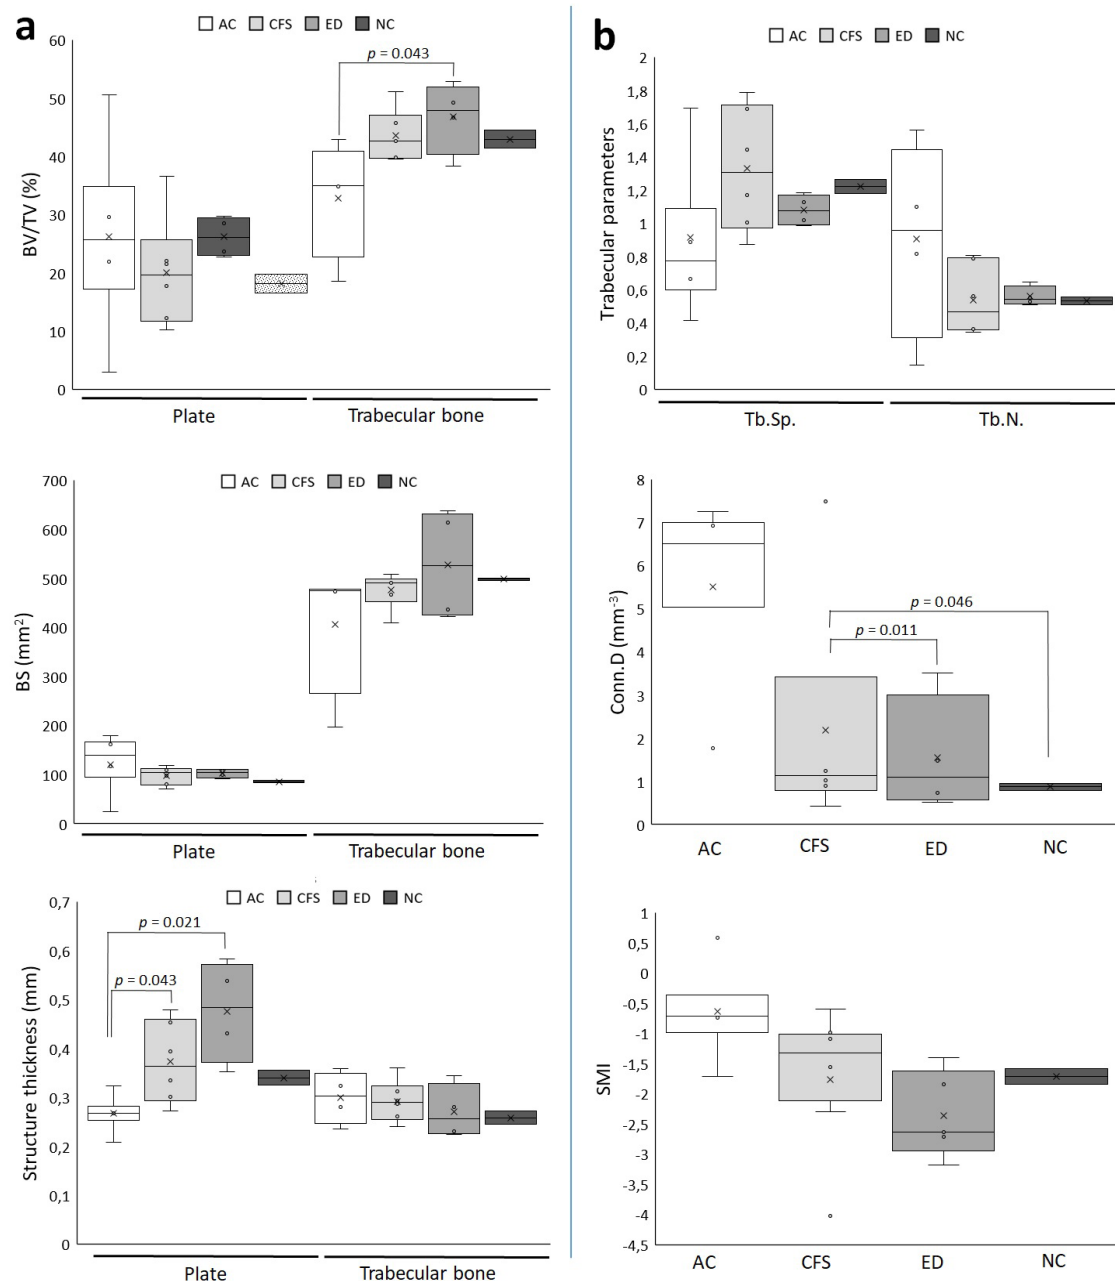 a
AC CFS ED NC
BV/TV (%)
60
50
40
30
20
10
0
p = 0.043
Plate Trabecular bone
AC CFS ED NC
BS (mm²)
700
600
500
400
300
200
100
0
Plate Trabecular bone
AC CFS ED NC
Structure thickness (mm)
0,7
0,6
0,5
0,4
0,3
0,2
0,1
0
p = 0.021
p = 0.043
Plate Trabecular bone
b
AC CFS ED NC
Trabecular parameters
2
1,8
1,6
1,4
1,2
1
0,8
0,6
0,4
0,2
0
Tb.Sp. Tb.N.
Conn.D (mm⁻³)
8
7
6
5
4
3
2
1
0
p = 0.046
p = 0.011
AC CFS ED NC
SMI
1
0,5
0
-0,5
-1
-1,5
-2
-2,5
-3
-3,5
-4
-4,5
AC CFS ED NC